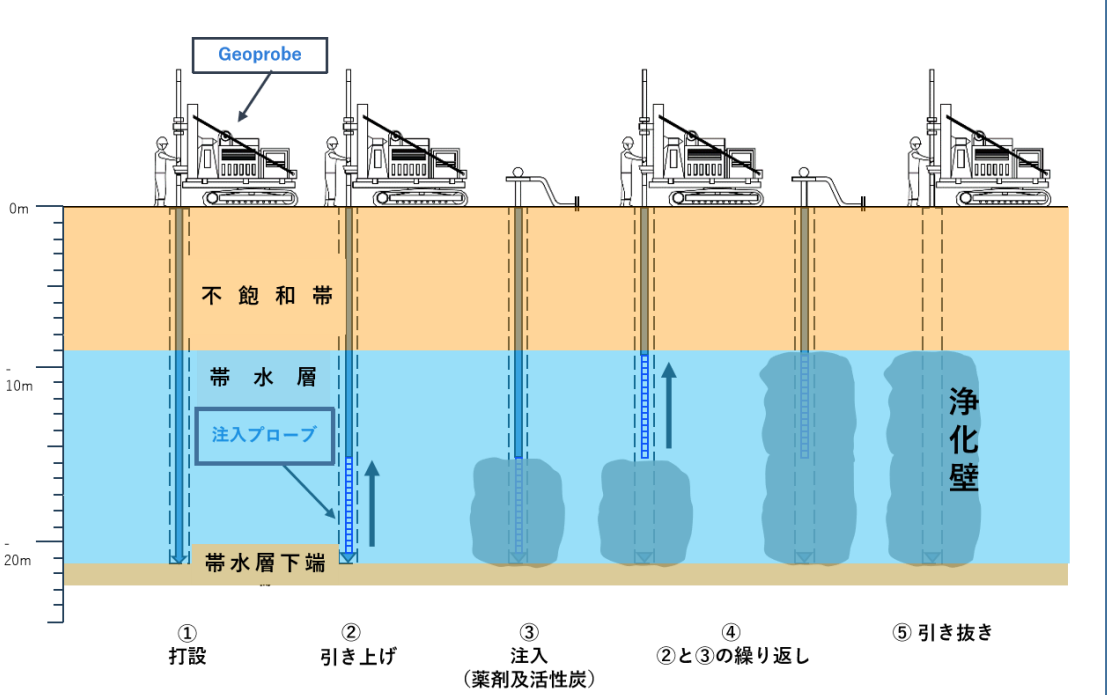 Geoprobe
0m
不飽和帯
-
10m
帯水層
注入プローブ
浄化壁
-
20m
帯水層下端
①
打設
②
引き上げ
③
注入
（薬剤及活性炭）
④
②と③の繰り返し
⑤ 引き抜き